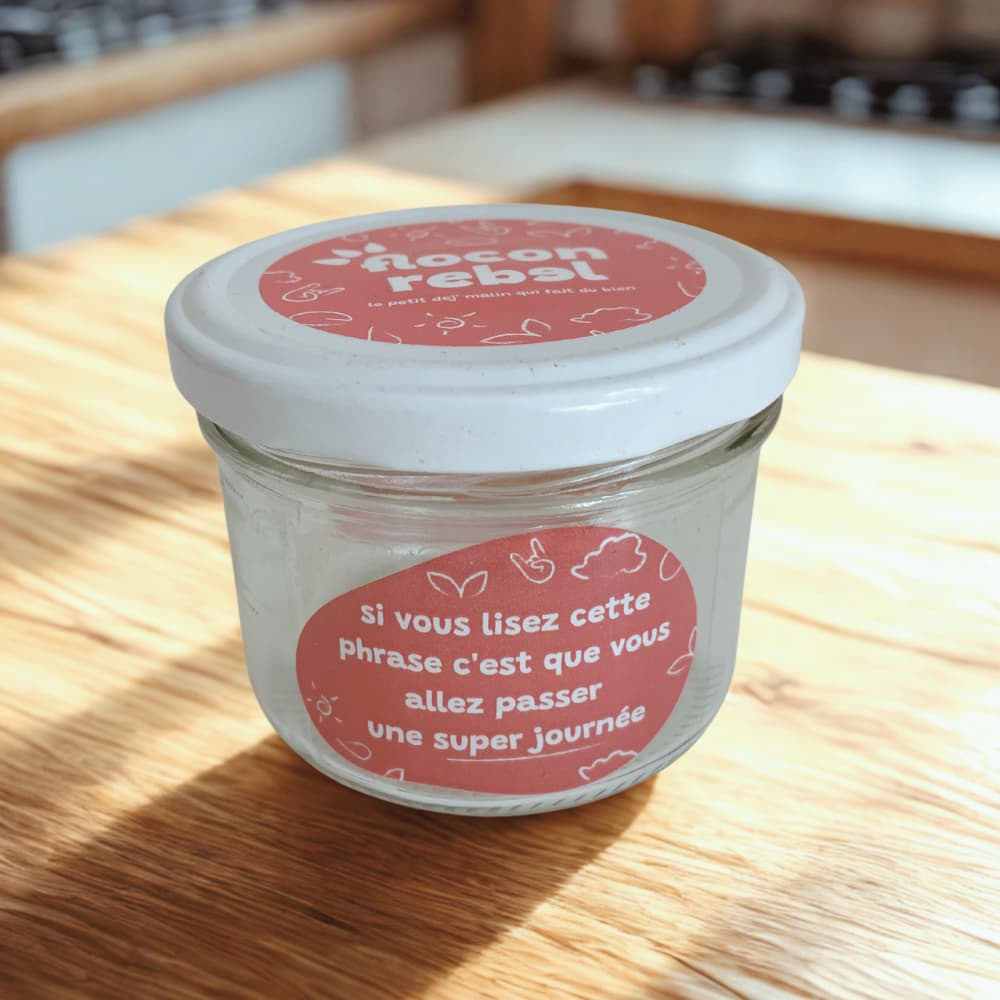 flocon
rebel
le petit dej' malin qui fait du bien
si vous lisez cette
phrase c'est que vous
allez passer
une super journée